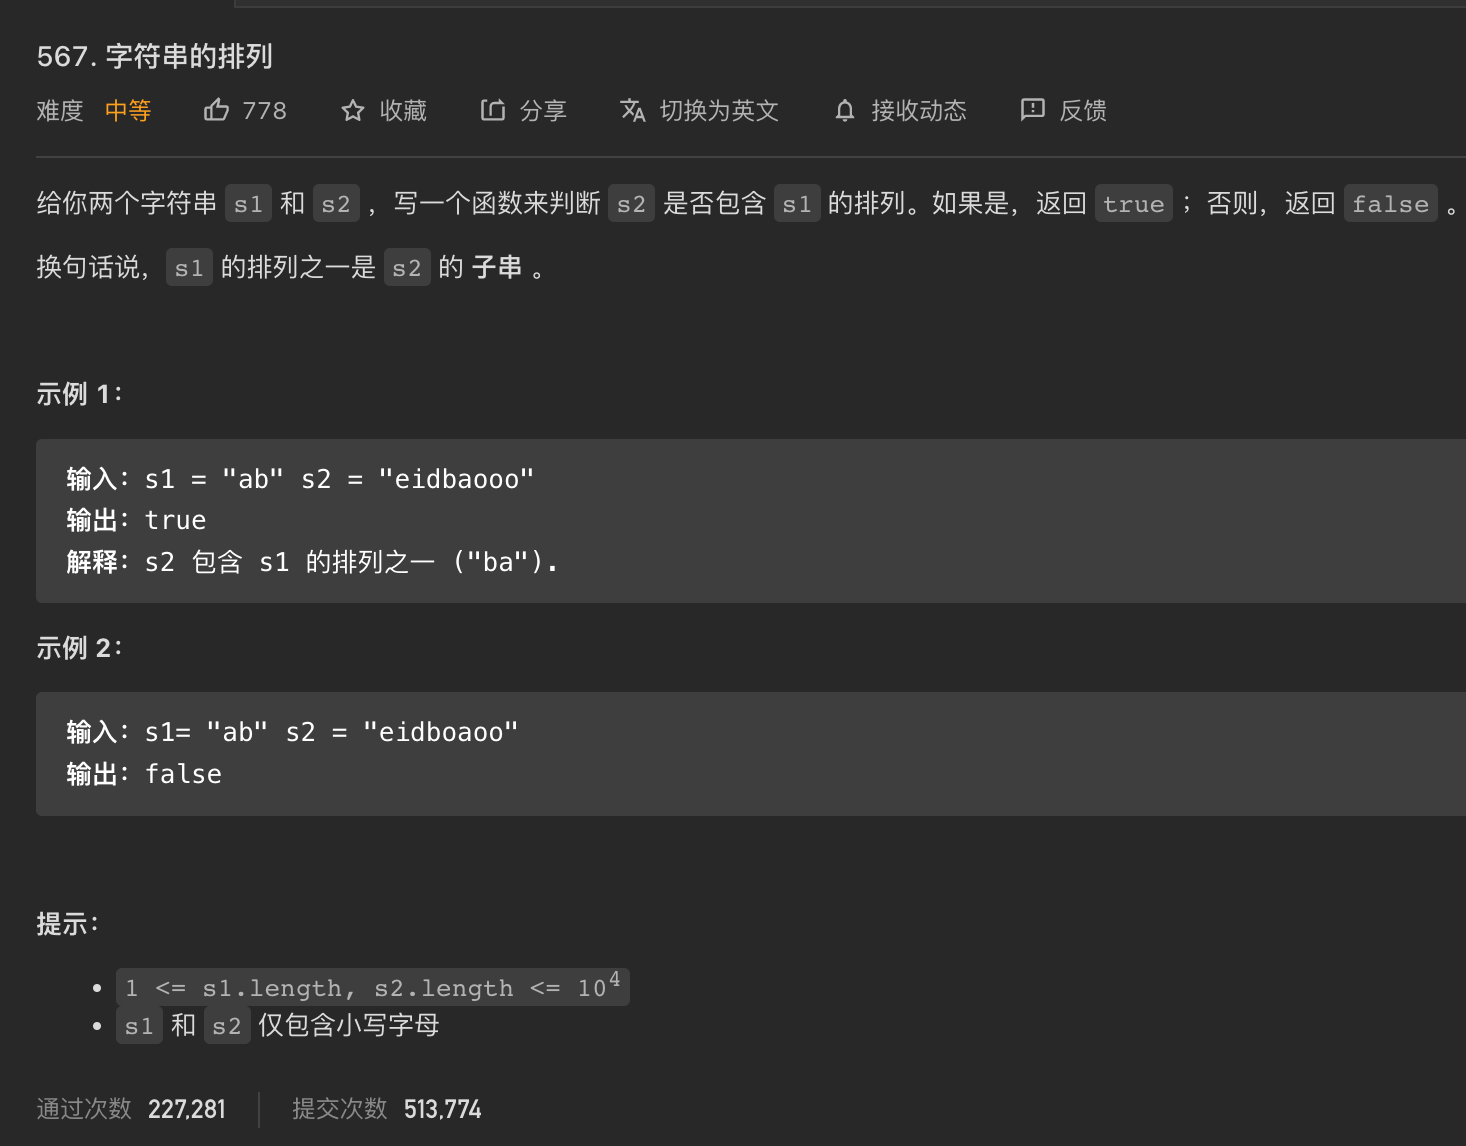 567. 字符串的排列
难度 中等 778 收藏 分享 切换为英文 接收动态 反馈
给你两个字符串 s1 和 s2 ，写一个函数来判断 s2 是否包含 s1 的排列。如果是，返回 true ；否则，返回 false 。
换句话说，s1 的排列之一是 s2 的 子串 。
示例 1：
输入：s1 = "ab" s2 = "eidbaooo"
输出：true
解释：s2 包含 s1 的排列之一 ("ba").
示例 2：
输入：s1= "ab" s2 = "eidboaoo"
输出：false
提示：
• 1 <= s1.length, s2.length <= 10⁴
• s1 和 s2 仅包含小写字母
通过次数 227,281 提交次数 513,774